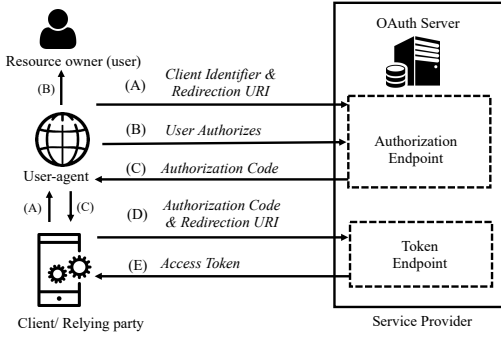 OAuth Server
Resource owner (user)
(B)
(A) Client Identifier &
Redirection URI
(B) User Authorizes
Authorization
Endpoint
(C) Authorization Code
User-agent
(A)
(C)
(D) Authorization Code
& Redirection URI
Token
Endpoint
(E) Access Token
Client/ Relying party
Service Provider